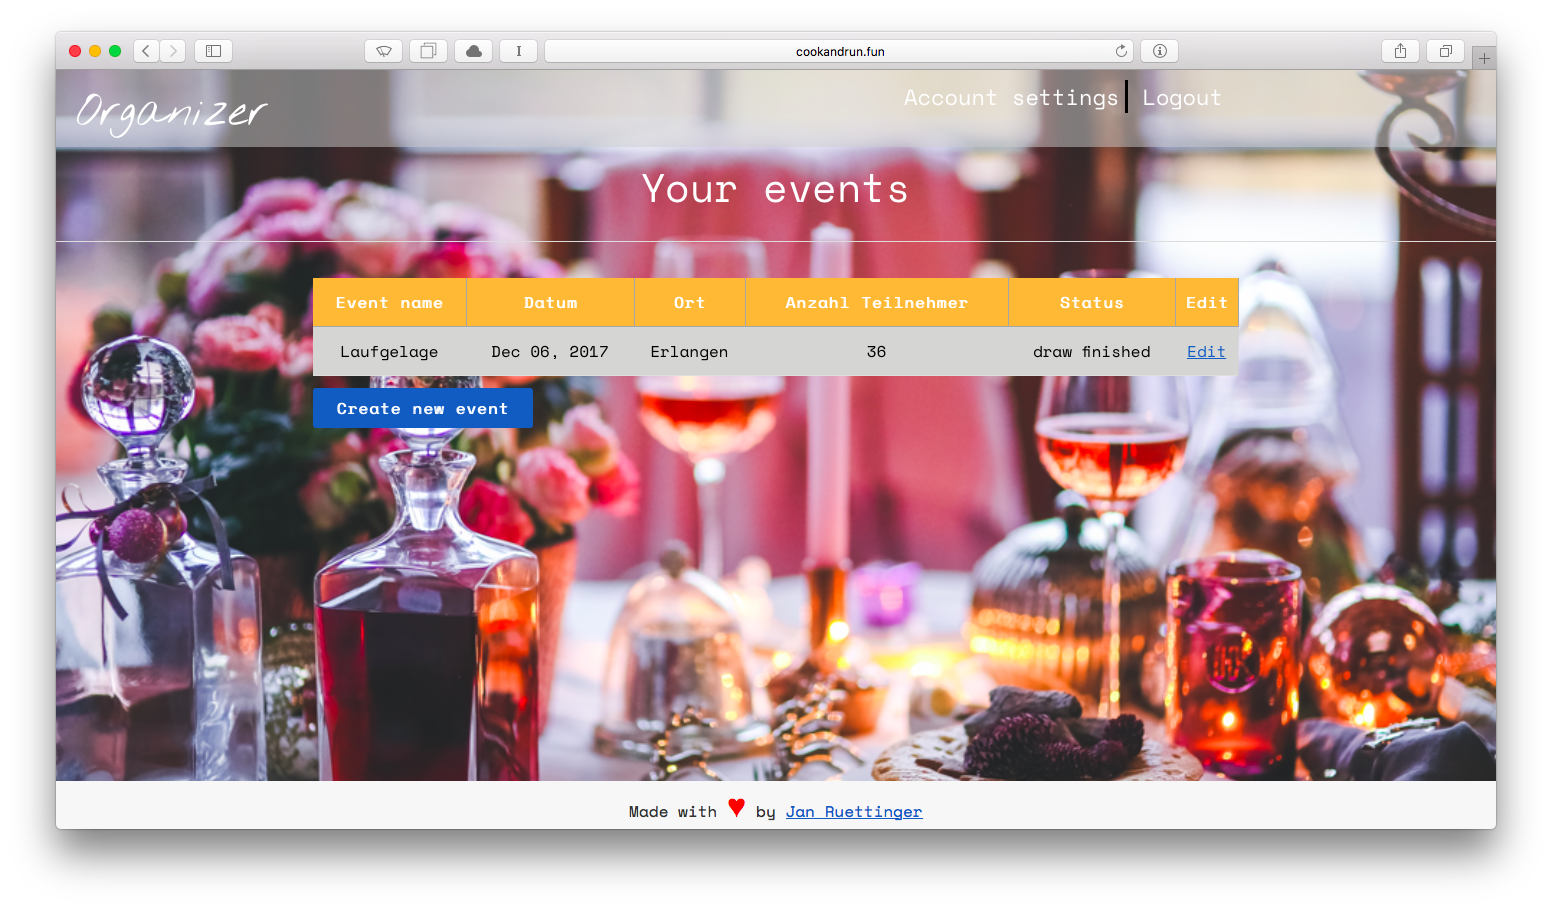 cookandrun.fun
Organizer
Account settings Logout
Your events
Event name Datum Ort Anzahl Teilnehmer Status Edit
Laufgelage Dec 06, 2017 Erlangen 36 draw finished Edit
Create new event
Made with ♥ by Jan Ruettinger